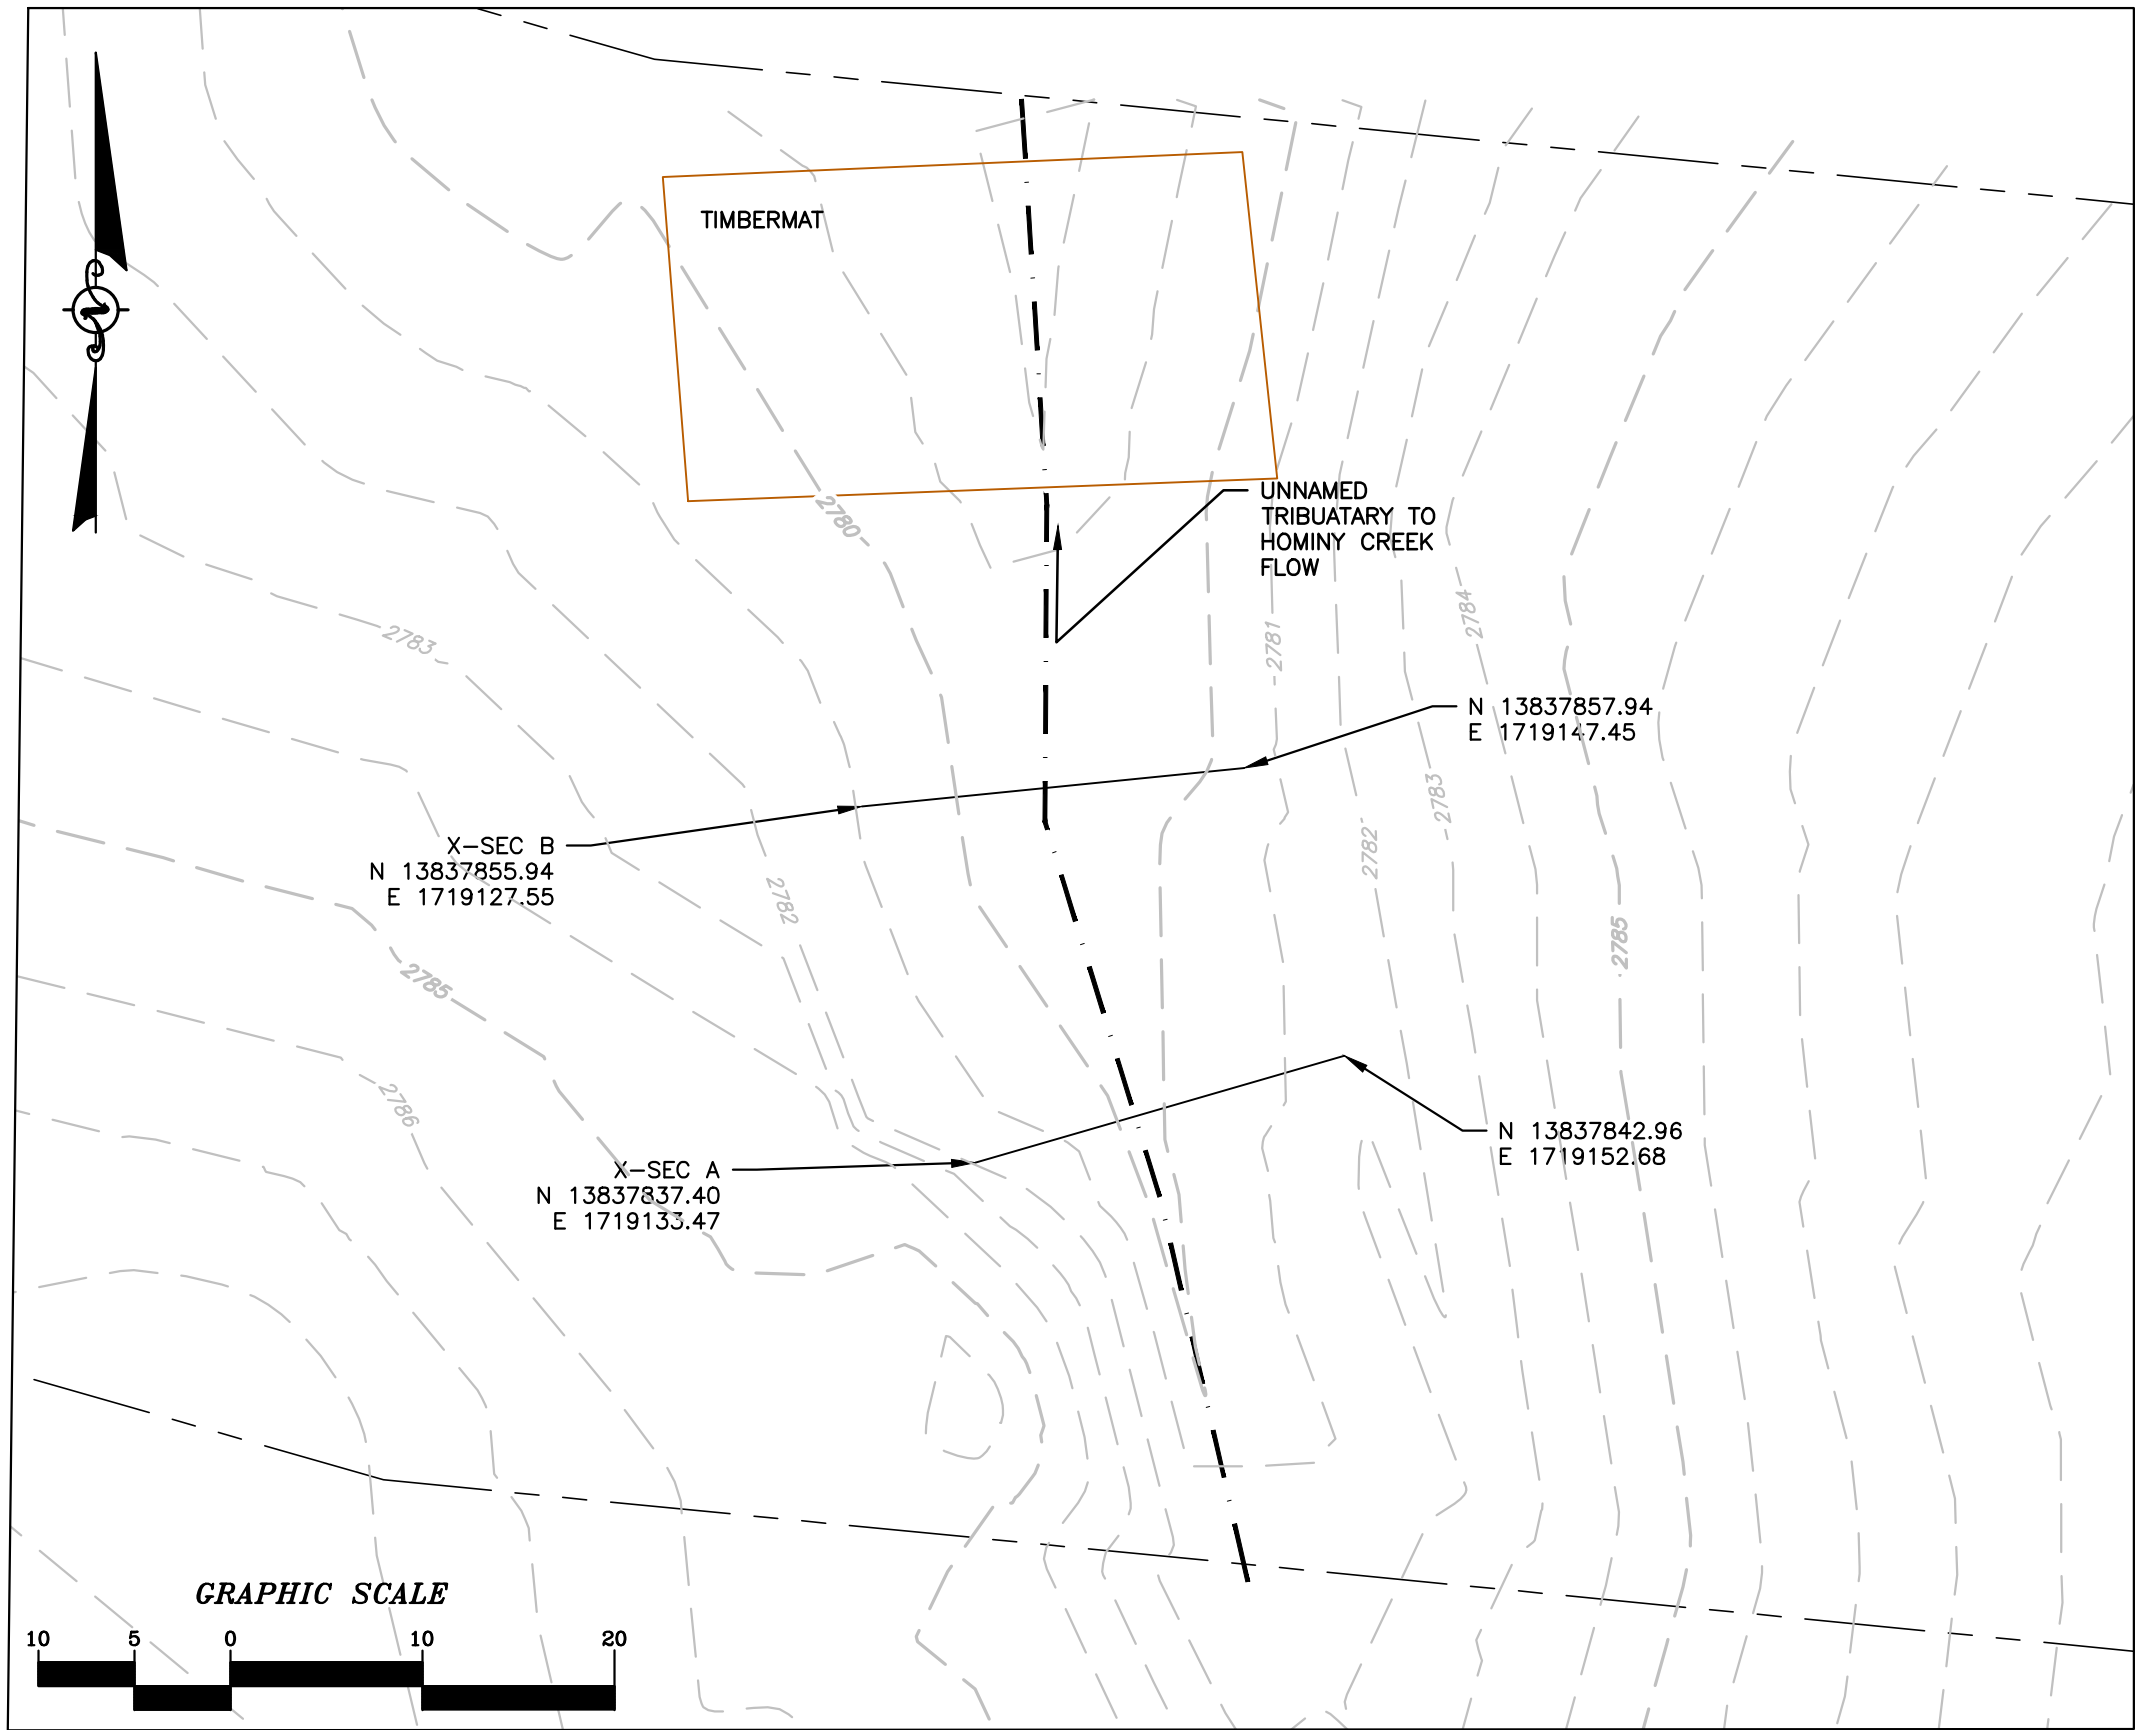 TIMBERMAT
2780
UNNAMED
TRIBUATARY TO
HOMINY CREEK
FLOW
2784
2781
2783
N 13837857.94
E 1719147.45
2783
2782
X-SEC B
N 13837855.94
E 1719127.55
2782
2785
2785
2786
N 13837842.96
E 1719152.68
X-SEC A
N 13837837.40
E 1719133.47
N
GRAPHIC SCALE
10 5 0 10 20